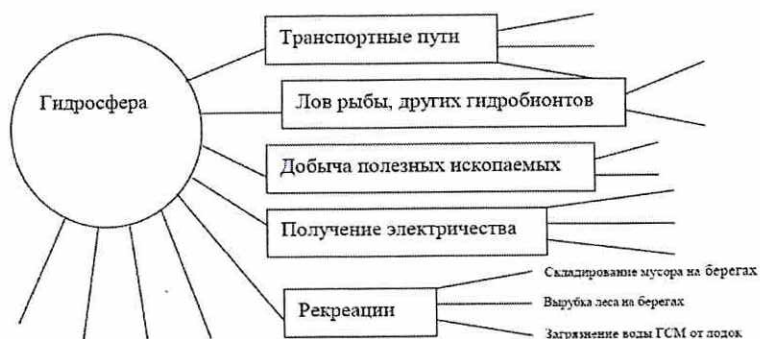 Транспортные пути
Гидросфера
Лов рыбы, других гидробионтов
Добыча полезных ископаемых
Получение электричества
Складирование мусора на берегах
Рекреации
Вырубка леса на берегах
Загрязнение воды ГСМ от лодок